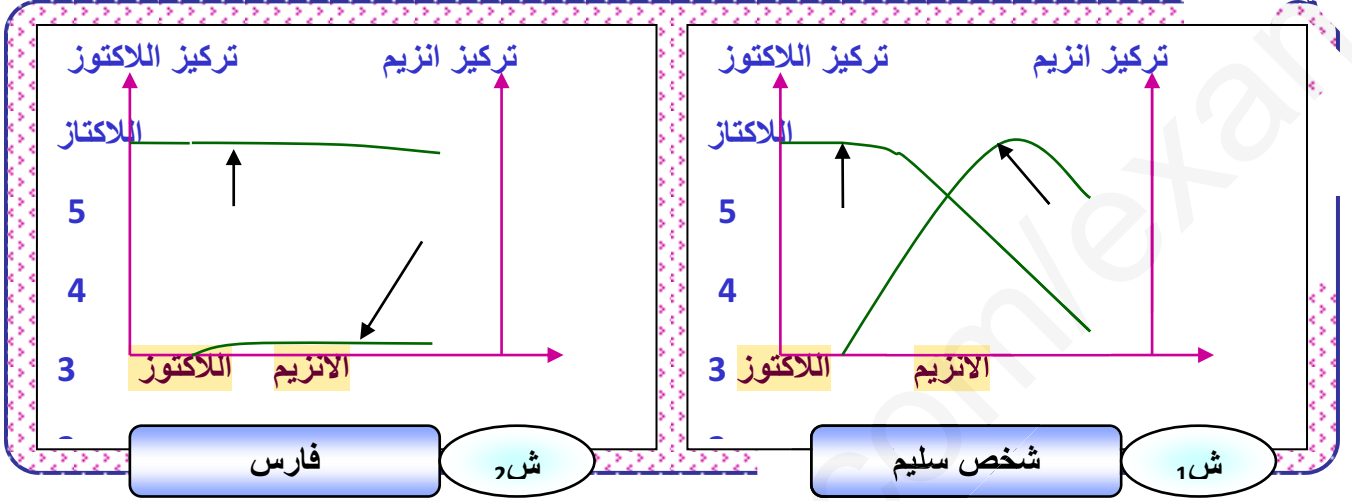 تركيز انزيم تركيز اللاكتوز
اللاكتاز
5
4
3
الانزيم اللاكتوز
ش1
شخص سليم
تركيز انزيم تركيز اللاكتوز
اللاكتاز
5
4
3
الانزيم اللاكتوز
ش2
فارس